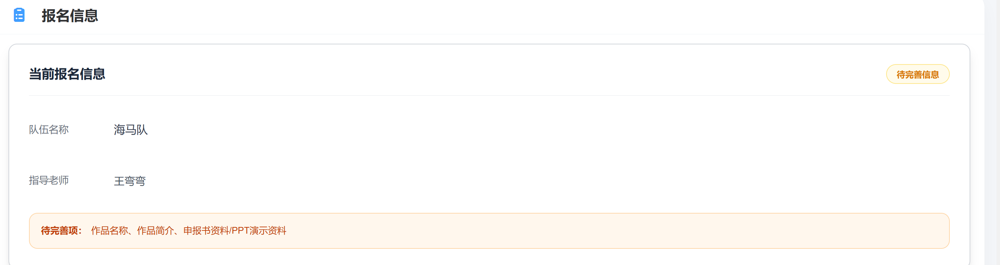 报名信息
当前报名信息
待完善信息
队伍名称 海马队
指导老师 王弯弯
待完善项： 作品名称、作品简介、申报书资料/PPT演示资料